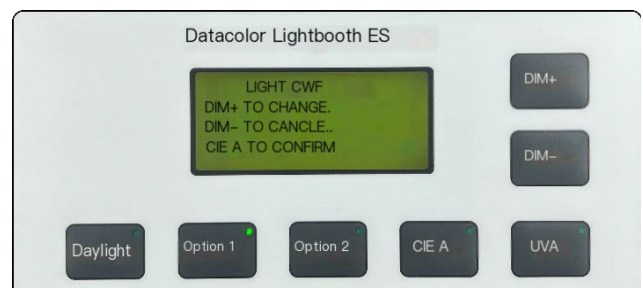 Datacolor Lightbooth ES
LIGHT CWF
DIM+ TO CHANGE.
DIM− TO CANCLE..
CIE A TO CONFIRM
DIM+
DIM−
Daylight
Option 1
Option 2
CIE A
UVA